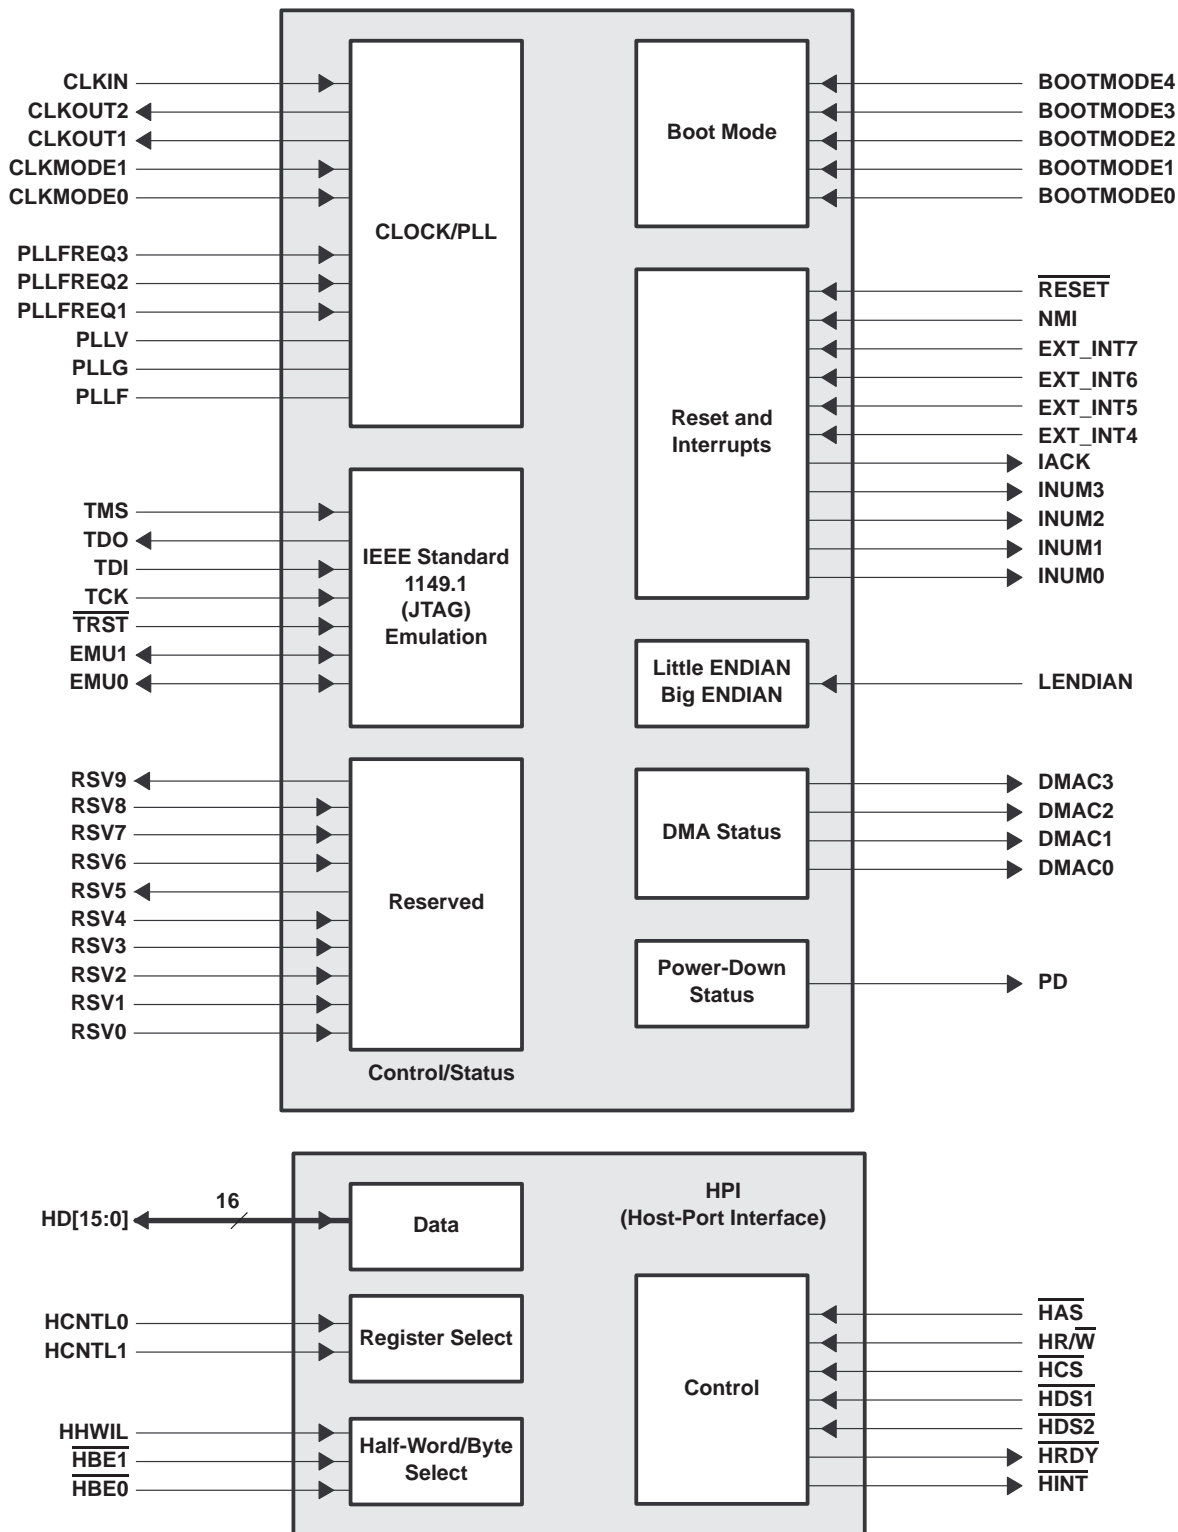 CLKIN
CLKOUT2
CLKOUT1
CLKMODE1
CLKMODE0
PLLFREQ3
PLLFREQ2
PLLFREQ1
PLLV
PLLG
PLLF
CLOCK/PLL
TMS
TDO
TDI
TCK
TRST
EMU1
EMU0
IEEE Standard
1149.1
(JTAG)
Emulation
RSV9
RSV8
RSV7
RSV6
RSV5
RSV4
RSV3
RSV2
RSV1
RSV0
Reserved
Control/Status
Boot Mode
BOOTMODE4
BOOTMODE3
BOOTMODE2
BOOTMODE1
BOOTMODE0
Reset and
Interrupts
RESET
NMI
EXT_INT7
EXT_INT6
EXT_INT5
EXT_INT4
IACK
INUM3
INUM2
INUM1
INUM0
Little ENDIAN
Big ENDIAN
LENDIAN
DMA Status
DMAC3
DMAC2
DMAC1
DMAC0
Power-Down
Status
PD
HD[15:0]
16
Data
HPI
(Host-Port Interface)
HCNTL0
HCNTL1
Register Select
HHWIL
HBE1
HBE0
Half-Word/Byte
Select
Control
HAS
HR/W
HCS
HDS1
HDS2
HRDY
HINT